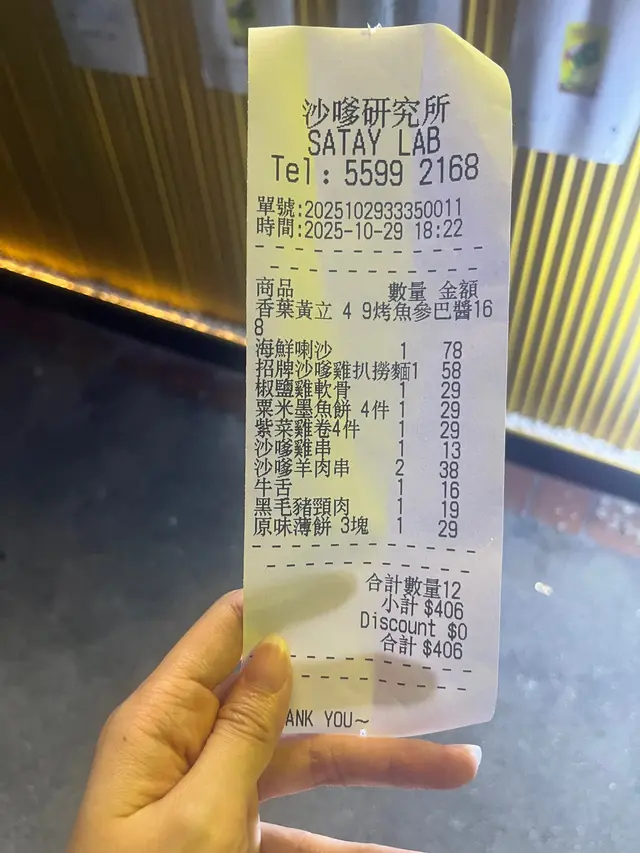 沙嗲研究所
SATAY LAB
Tel: 5599 2168
單號:2025102933350011
時間:2025-10-29 18:22
商品 數量 金額
香葉黃立 4 9烤魚參巴醬16
8
海鮮喇沙 1 78
招牌沙嗲雞扒撈麵1 58
椒鹽雞軟骨 1 29
粟米墨魚餅 4件 1 29
紫菜雞卷4件 1 29
沙嗲雞串 1 13
沙嗲羊肉串 2 38
牛舌 1 16
黑毛豬頸肉 1 19
原味薄餅 3塊 1 29
合計數量12
小計 $406
Discount $0
合計 $406
ANK YOU~